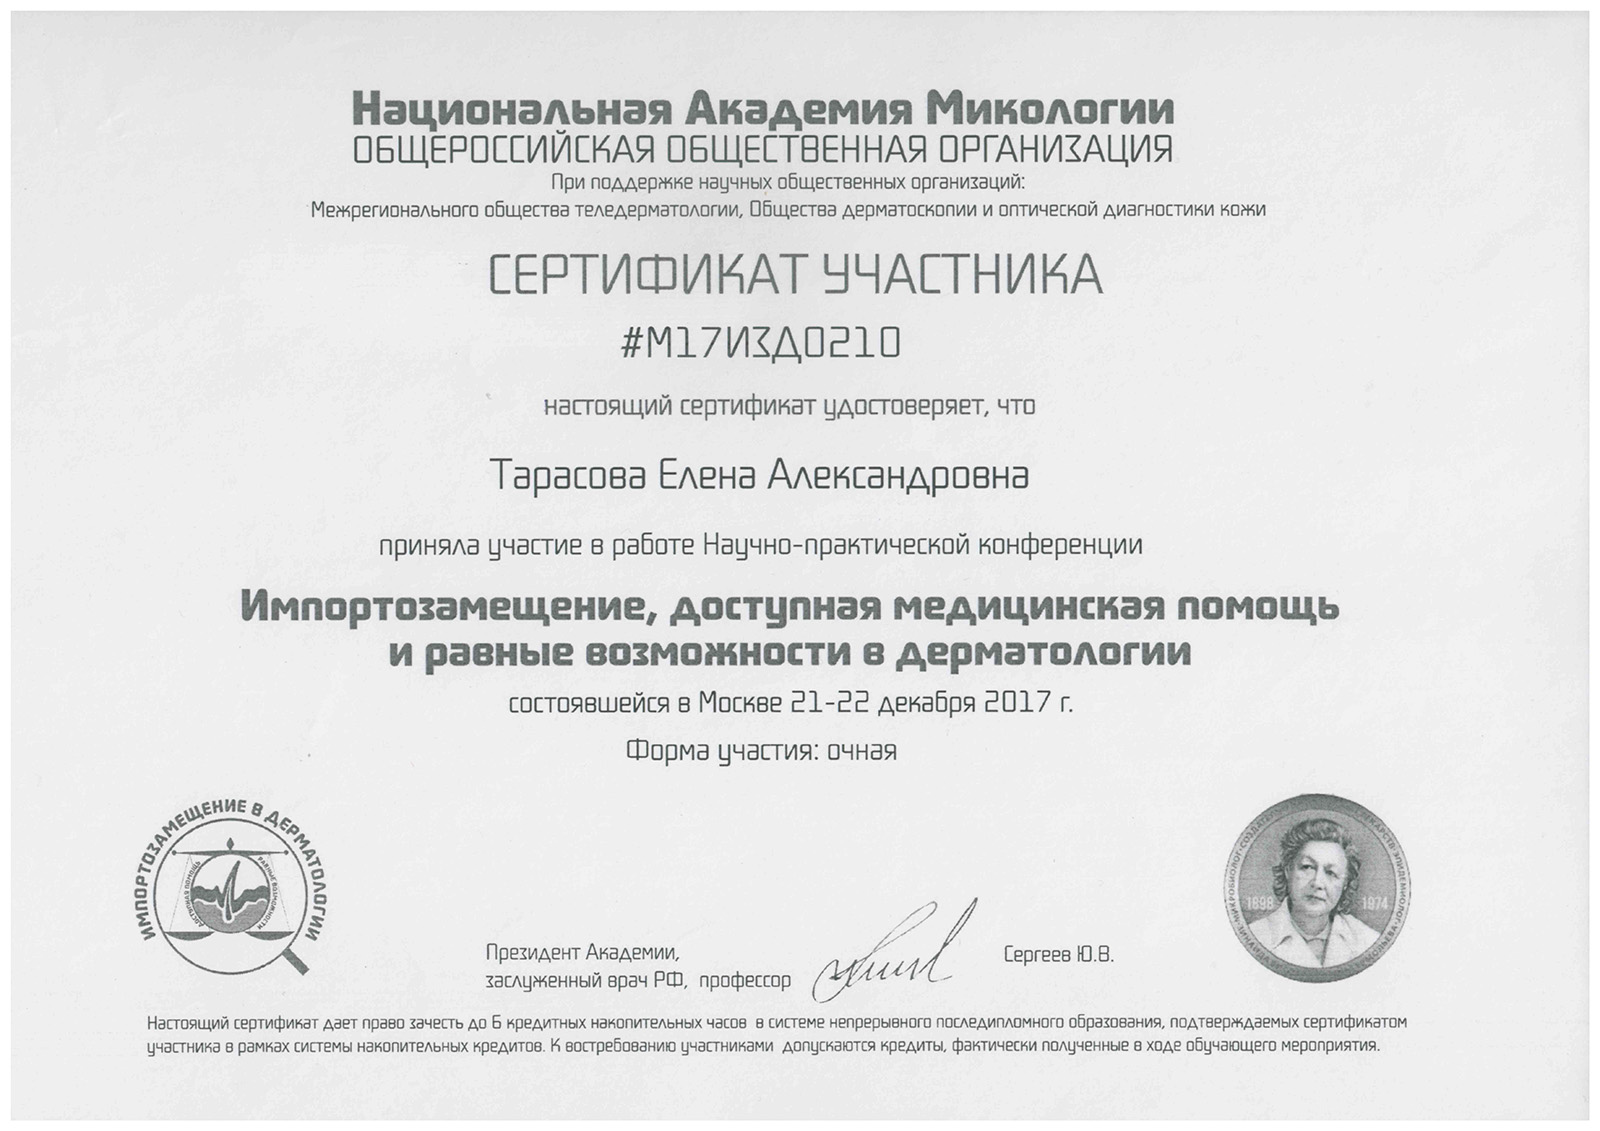 Национальная Академия Микологии
ОБЩЕРОССИЙСКАЯ ОБЩЕСТВЕННАЯ ОРГАНИЗАЦИЯ
При поддержке научных общественных организаций:
Межрегионального общества теледерматологии, Общества дерматоскопии и оптической диагностики кожи
СЕРТИФИКАТ УЧАСТНИКА
#М17ИЗД0210
настоящий сертификат удостоверяет, что
Тарасова Елена Александровна
приняла участие в работе Научно-практической конференции
Импортозамещение, доступная медицинская помощь
и равные возможности в дерматологии
состоявшейся в Москве 21-22 декабря 2017 г.
Форма участия: очная
ИМПОРТОЗАМЕЩЕНИЕ В ДЕРМАТОЛОГИИ
ДОСТУПНАЯ ПОМОЩЬ
РАВНЫЕ ВОЗМОЖНОСТИ
1898 1974
Президент Академии,
заслуженный врач РФ, профессор
Сергеев Ю.В.
Настоящий сертификат дает право зачесть до 6 кредитных накопительных часов в системе непрерывного последипломного образования, подтверждаемых сертификатом
участника в рамках системы накопительных кредитов. К востребованию участниками допускаются кредиты, фактически полученные в ходе обучающего мероприятия.